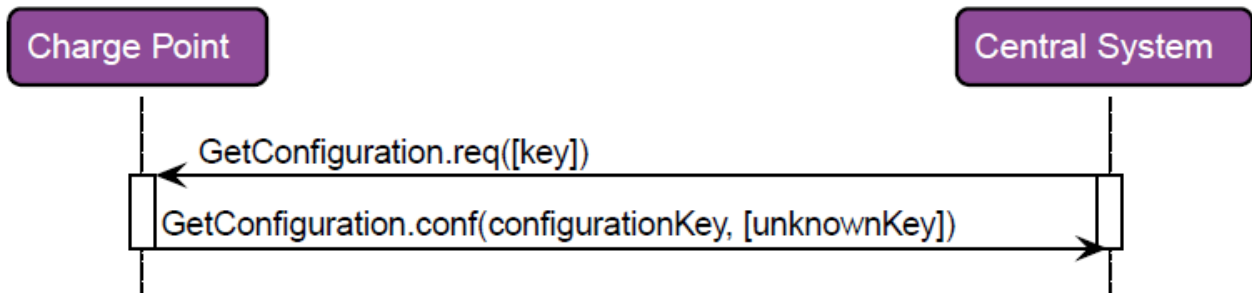 Charge Point
Central System
GetConfiguration.req([key])
GetConfiguration.conf(configurationKey, [unknownKey])